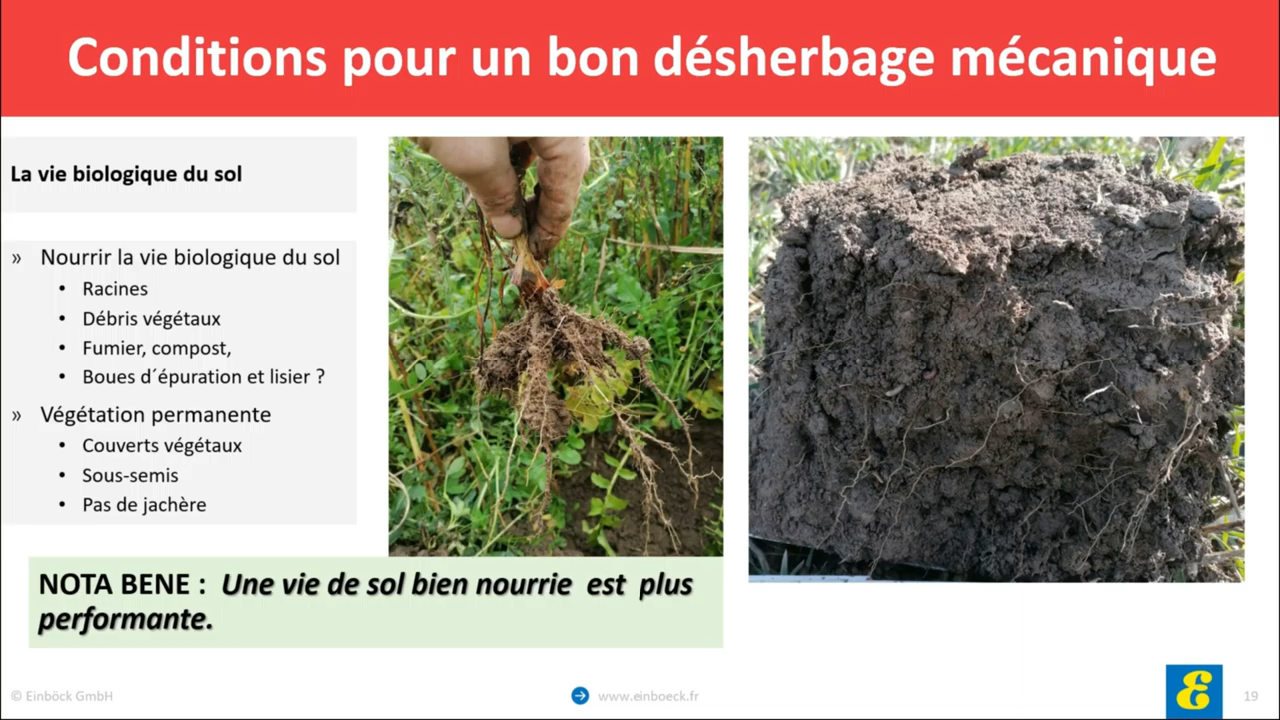 Conditions pour un bon désherbage mécanique
La vie biologique du sol
» Nourrir la vie biologique du sol
• Racines
• Débris végétaux
• Fumier, compost,
• Boues d´épuration et lisier ?
» Végétation permanente
• Couverts végétaux
• Sous-semis
• Pas de jachère
NOTA BENE : Une vie de sol bien nourrie est plus
performante.
© Einböck GmbH
www.einboeck.fr
E
19